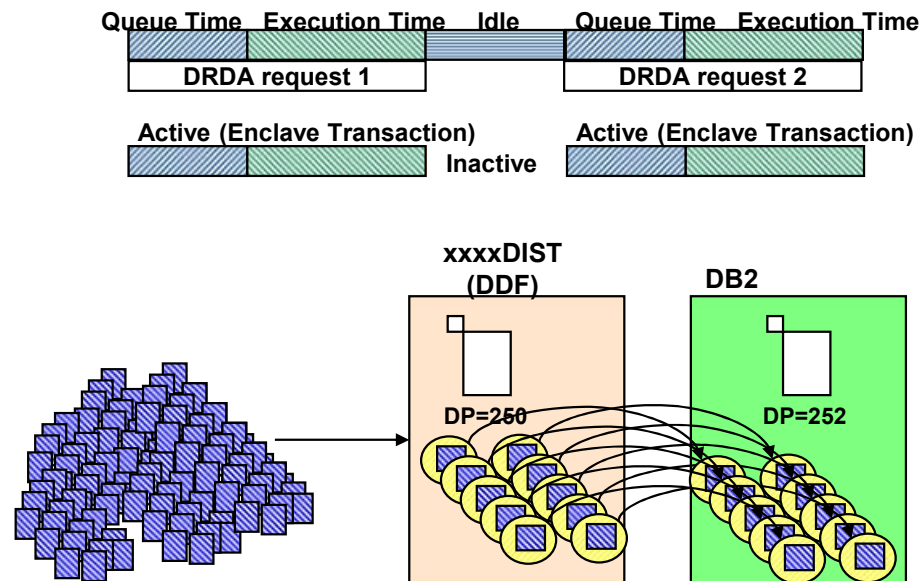 Queue Time Execution Time Idle Queue Time Execution Time
DRDA request 1 DRDA request 2
Active (Enclave Transaction) Active (Enclave Transaction)
Inactive
xxxxDIST
(DDF)
DB2
DP=250 DP=252